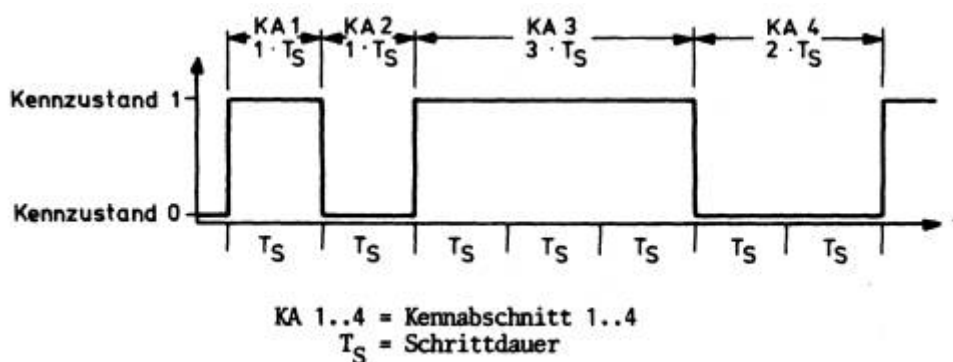 KA 1 KA 2 KA 3 KA 4
1 · TS 1 · TS 3 · TS 2 · TS
Kennzustand 1
Kennzustand 0
TS TS TS TS TS TS TS
KA 1..4 = Kennabschnitt 1..4
TS = Schrittdauer